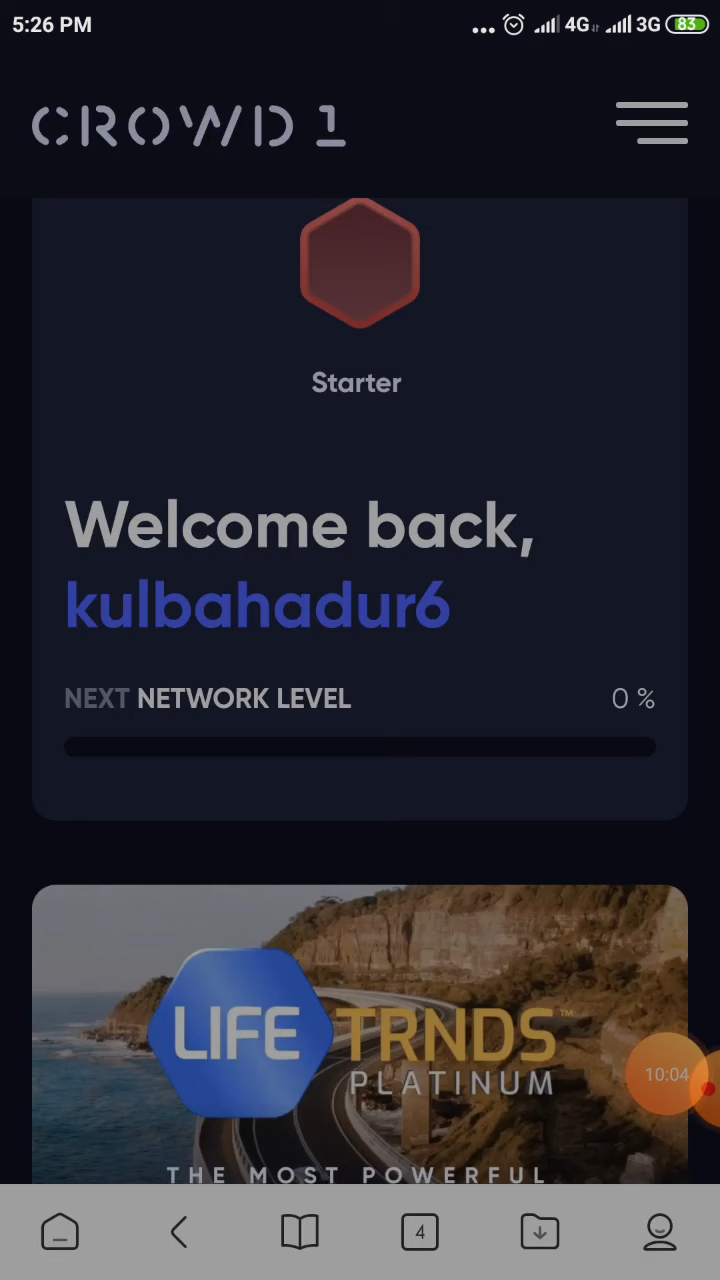 5:26 PM
4G 3G 83
CROWD 1
Starter
Welcome back,
kulbahadur6
NEXT NETWORK LEVEL 0 %
LIFE TRNDS™
PLATINUM
10:04
THE MOST POWERFUL
4